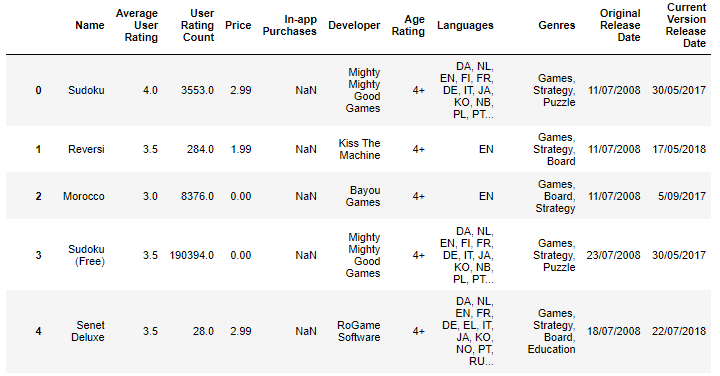 Name Average User Rating User Rating Count Price In-app Purchases Developer Age Rating Languages Genres Original Release Date Current Version Release Date
0 Sudoku 4.0 3553.0 2.99 NaN Mighty Mighty Good Games 4+ DA, NL, EN, FI, FR, DE, IT, JA, KO, NB, PL, PT... Games, Strategy, Puzzle 11/07/2008 30/05/2017
1 Reversi 3.5 284.0 1.99 NaN Kiss The Machine 4+ EN Games, Strategy, Board 11/07/2008 17/05/2018
2 Morocco 3.0 8376.0 0.00 NaN Bayou Games 4+ EN Games, Board, Strategy 11/07/2008 5/09/2017
3 Sudoku (Free) 3.5 190394.0 0.00 NaN Mighty Mighty Good Games 4+ DA, NL, EN, FI, FR, DE, IT, JA, KO, NB, PL, PT... Games, Strategy, Puzzle 23/07/2008 30/05/2017
4 Senet Deluxe 3.5 28.0 2.99 NaN RoGame Software 4+ DA, NL, EN, FR, DE, EL, IT, JA, KO, NO, PT, RU... Games, Strategy, Board, Education 18/07/2008 22/07/2018